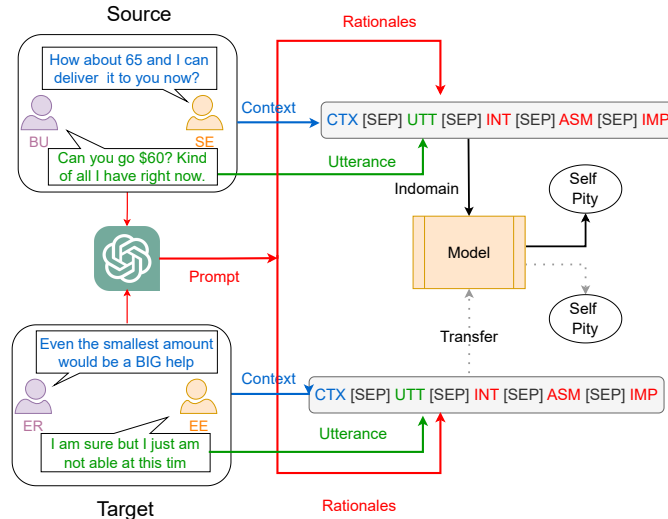 Source
Rationales
How about 65 and I can
deliver it to you now?
Context
BU
SE
CTX [SEP] UTT [SEP] INT [SEP] ASM [SEP] IMP
Can you go $60? Kind
of all I have right now.
Utterance
Indomain
Self
Pity
Prompt
Model
Self
Pity
Transfer
Even the smallest amount
would be a BIG help
Context
ER
EE
CTX [SEP] UTT [SEP] INT [SEP] ASM [SEP] IMP
I am sure but I just am
not able at this tim
Utterance
Target
Rationales